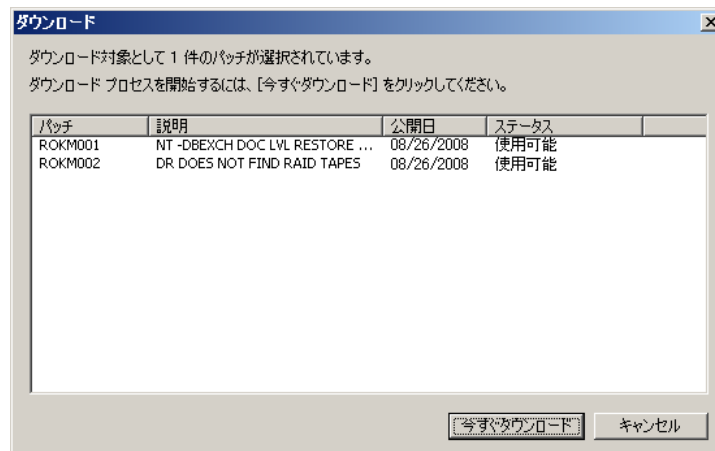 ダウンロード
ダウンロード対象として 1 件のパッチが選択されています。
ダウンロード プロセスを開始するには、[今すぐダウンロード] をクリックしてください。
パッチ 説明 公開日 ステータス
ROKM001 NT -DBEXCH DOC LVL RESTORE ... 08/26/2008 使用可能
ROKM002 DR DOES NOT FIND RAID TAPES 08/26/2008 使用可能
今すぐダウンロード キャンセル